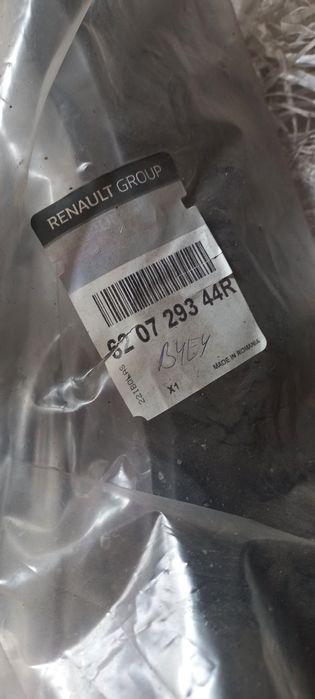 RENAULT GROUP
62 07 293 44R
X1
MADE IN ROMANIA